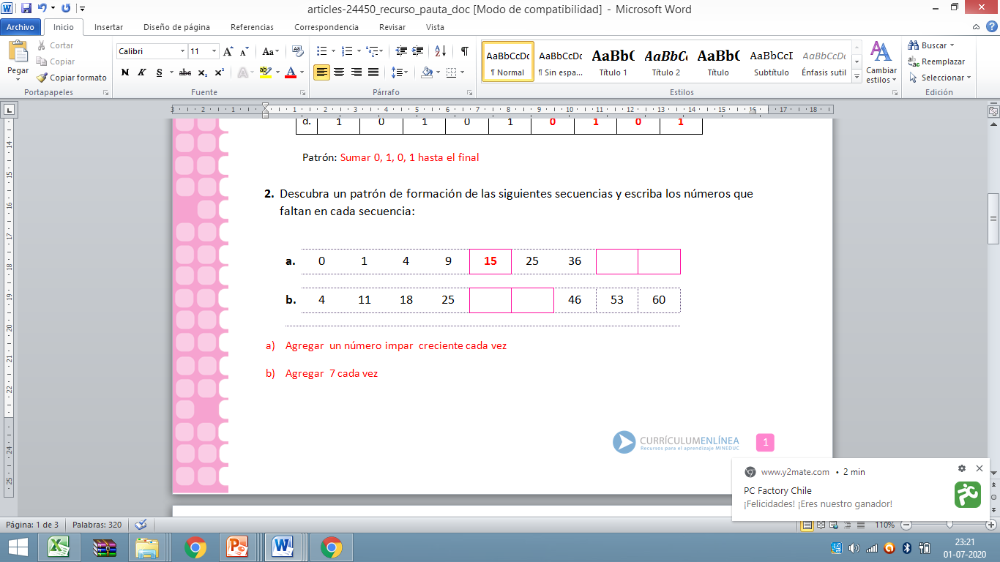 articles-24450_recurso_pauta_doc [Modo de compatibilidad] - Microsoft Word
Archivo Inicio Insertar Diseño de página Referencias Correspondencia Revisar Vista
Pegar
Cortar
Copiar
Copiar formato
Portapapeles
Calibri 11
N K S abc x₂ x²
Fuente
Párrafo
AaBbCcDc AaBbCcDc AaBbC AaBbCc AaBbC AaBbCcI AaBbCcDc
¶ Normal ¶ Sin espa... Título 1 Título 2 Título Subtítulo Énfasis sutil
Cambiar estilos
Estilos
Buscar
Reemplazar
Seleccionar
Edición
d. 1 0 1 0 1 0 1 0 1
Patrón: Sumar 0, 1, 0, 1 hasta el final
2. Descubra un patrón de formación de las siguientes secuencias y escriba los números que
faltan en cada secuencia:
a. 0 1 4 9 15 25 36
b. 4 11 18 25 46 53 60
a) Agregar un número impar creciente cada vez
b) Agregar 7 cada vez
CURRÍCULUMENLÍNEA
Recursos para el aprendizaje MINEDUC
1
www.y2mate.com • 2 min
PC Factory Chile
¡Felicidades! ¡Eres nuestro ganador!
Página: 1 de 3 Palabras: 320 110%
23:21
01-07-2020